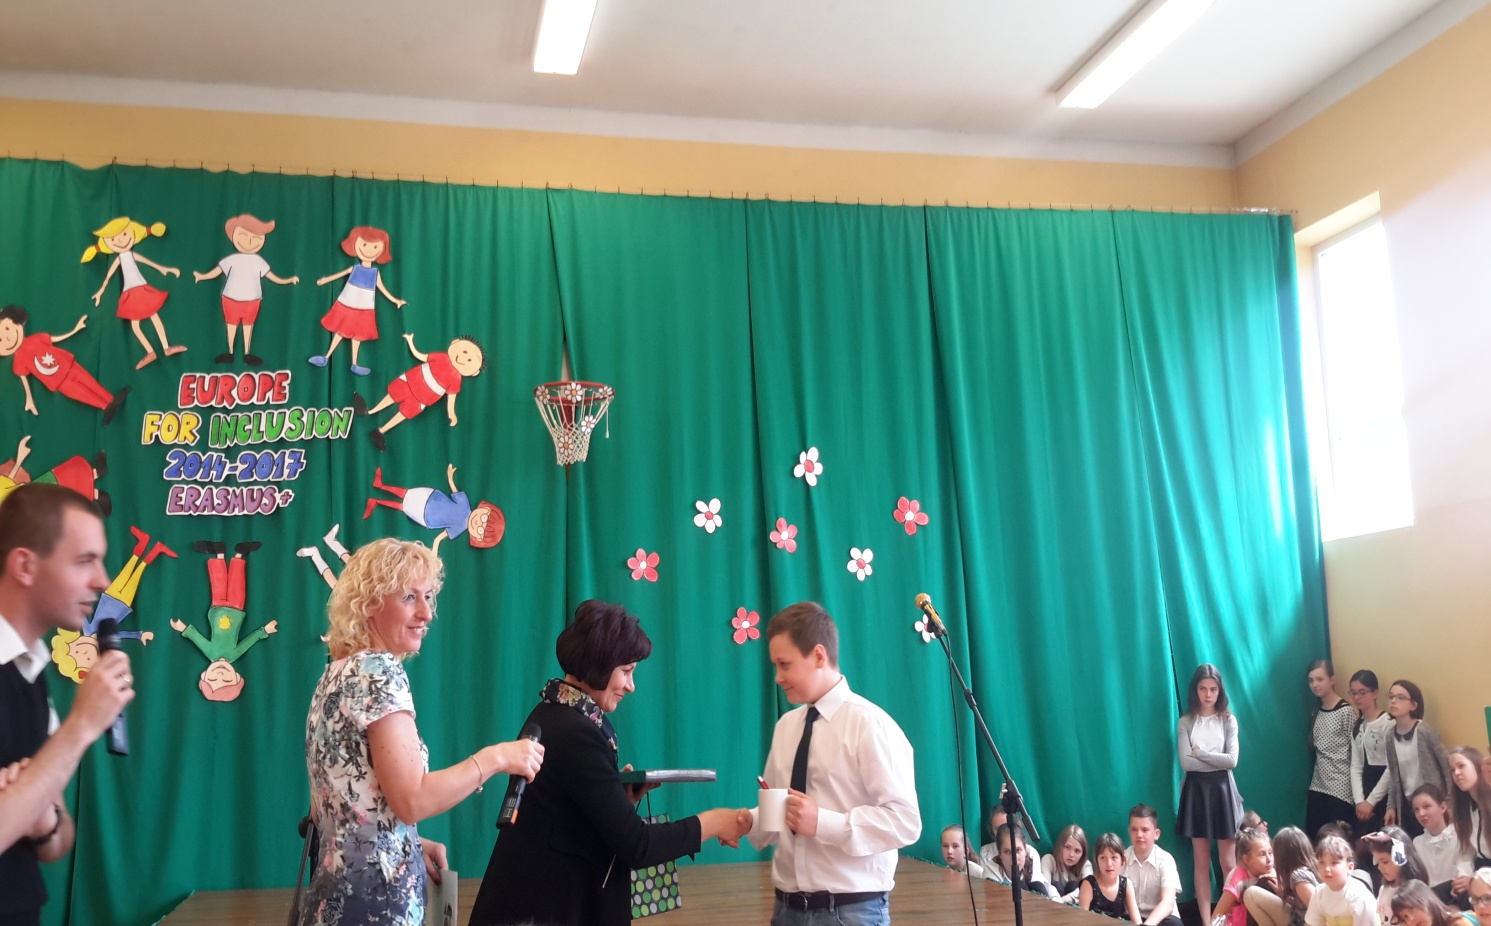 EUROPE
FOR INCLUSION
2014-2017
ERASMUS+